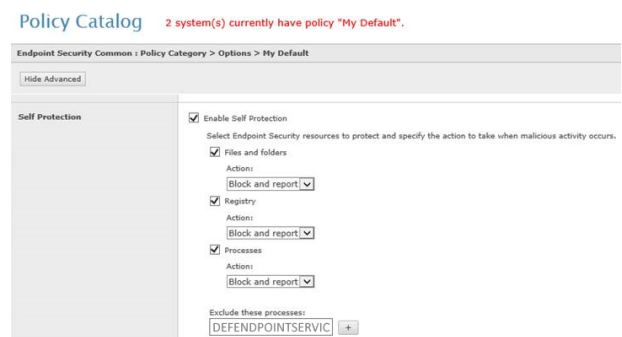 Policy Catalog 2 system(s) currently have policy "My Default".
Endpoint Security Common : Policy Category > Options > My Default
Hide Advanced
Self Protection
Enable Self Protection
Select Endpoint Security resources to protect and specify the action to take when malicious activity occurs.
Files and folders
Action:
Block and report
Registry
Action:
Block and report
Processes
Action:
Block and report
Exclude these processes:
DEFENDPOINTSERVIC +